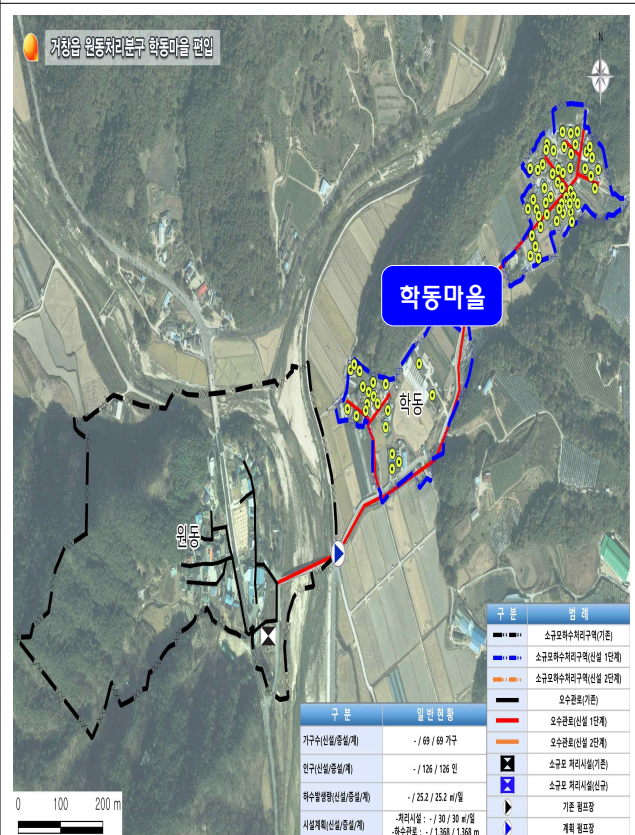 거창읍 원동처리분구 학동마을 편입
N
학동마을
학동
원동
구 분 범 례
소규모하수처리구역(기존)
소규모하수처리구역(신설 1단계)
소규모하수처리구역(신설 2단계)
오수관로(기존)
오수관로(신설 1단계)
오수관로(신설 2단계)
소규모 처리시설(기존)
소규모 처리시설(신규)
기존 펌프장
계획 펌프장
구 분 일 반 현 황
가구수(신설/증설/계) - / 69 / 69 가구
인구(신설/증설/계) - / 126 / 126 인
하수발생량(신설/증설/계) - / 25.2 / 25.2 ㎥/일
시설계획(신설/증설/계) -처리시설 : - / 30 / 30 ㎥/일
-하수관로 : - / 1,368 / 1,368 m
0 100 200 m